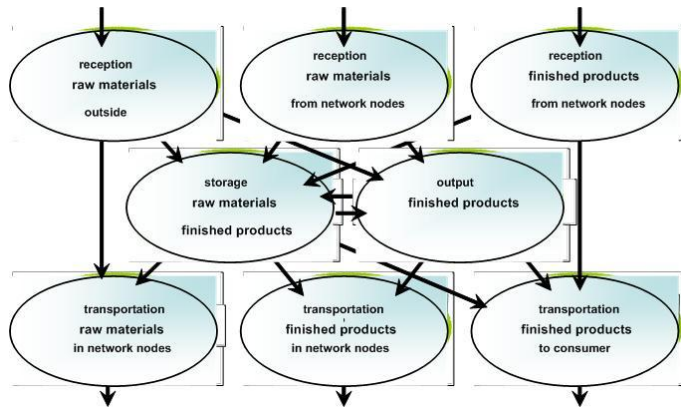 reception
raw materials
outside
reception
raw materials
from network nodes
reception
finished products
from network nodes
storage
raw materials
finished products
output
finished products
transportation
raw materials
in network nodes
transportation
finished products
in network nodes
transportation
finished products
to consumer